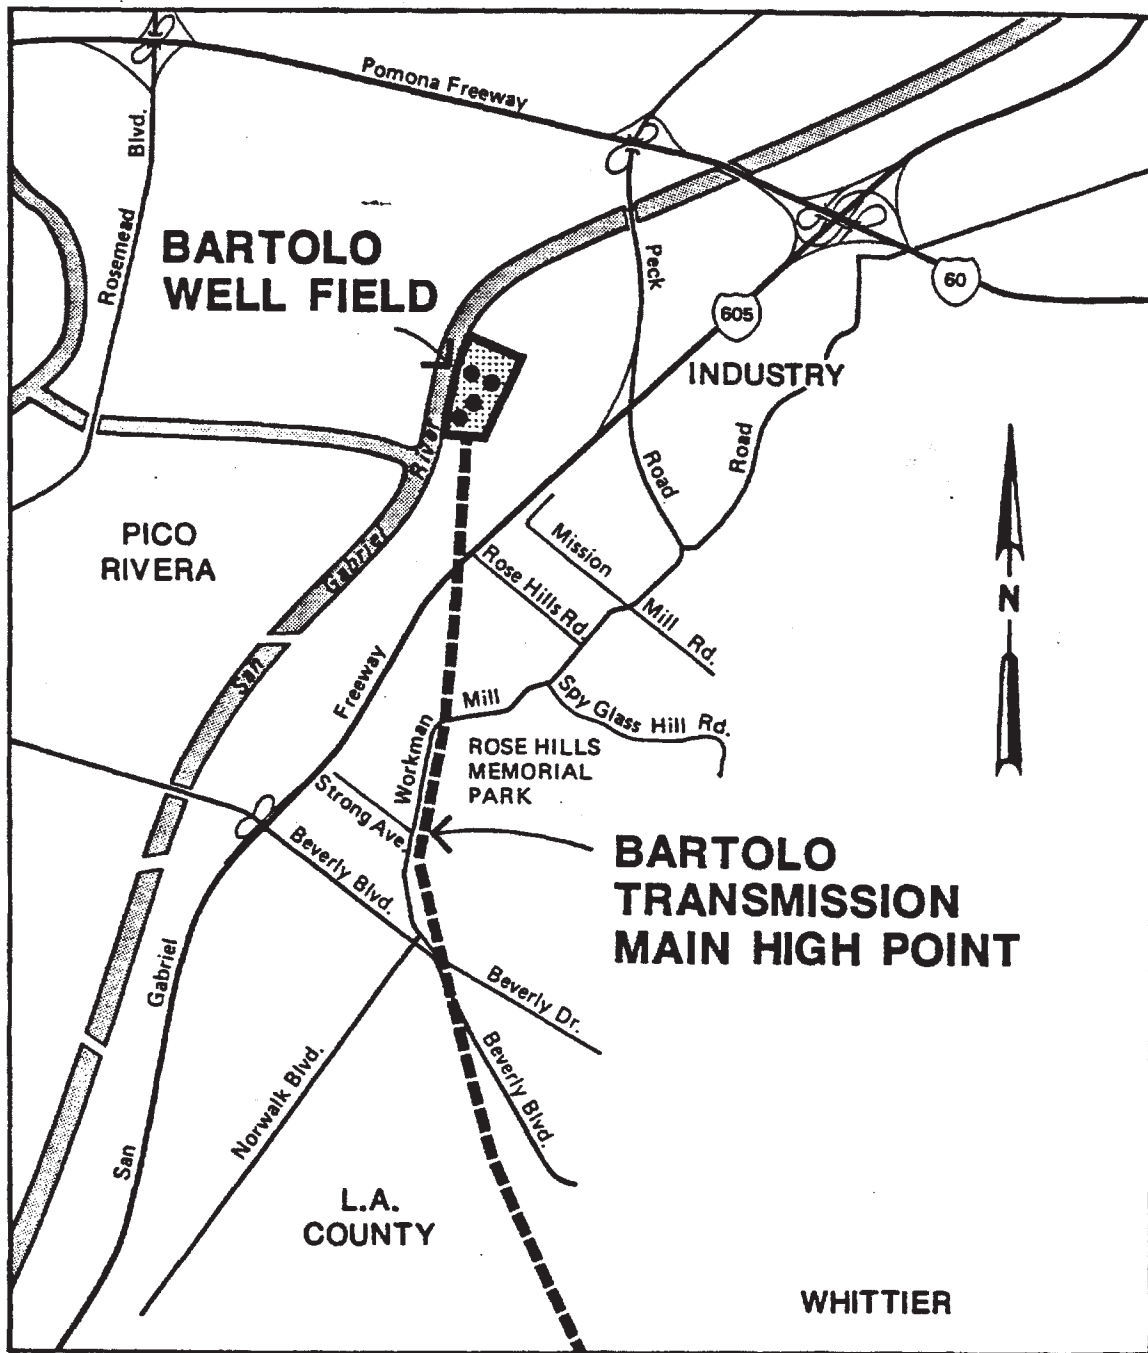 Pomona Freeway
Rosemead Blvd.
BARTOLO
WELL FIELD
Peck
Road
605
60
INDUSTRY
Road
PICO
RIVERA
San Gabriel River
Mission
Mill Rd.
Rose Hills Rd.
N
Spy Glass Hill Rd.
Workman Mill
ROSE HILLS
MEMORIAL
PARK
San Gabriel Freeway
Strong Ave.
Beverly Blvd.
BARTOLO
TRANSMISSION
MAIN HIGH POINT
Beverly Dr.
Beverly Blvd.
Norwalk Blvd.
L.A.
COUNTY
WHITTIER